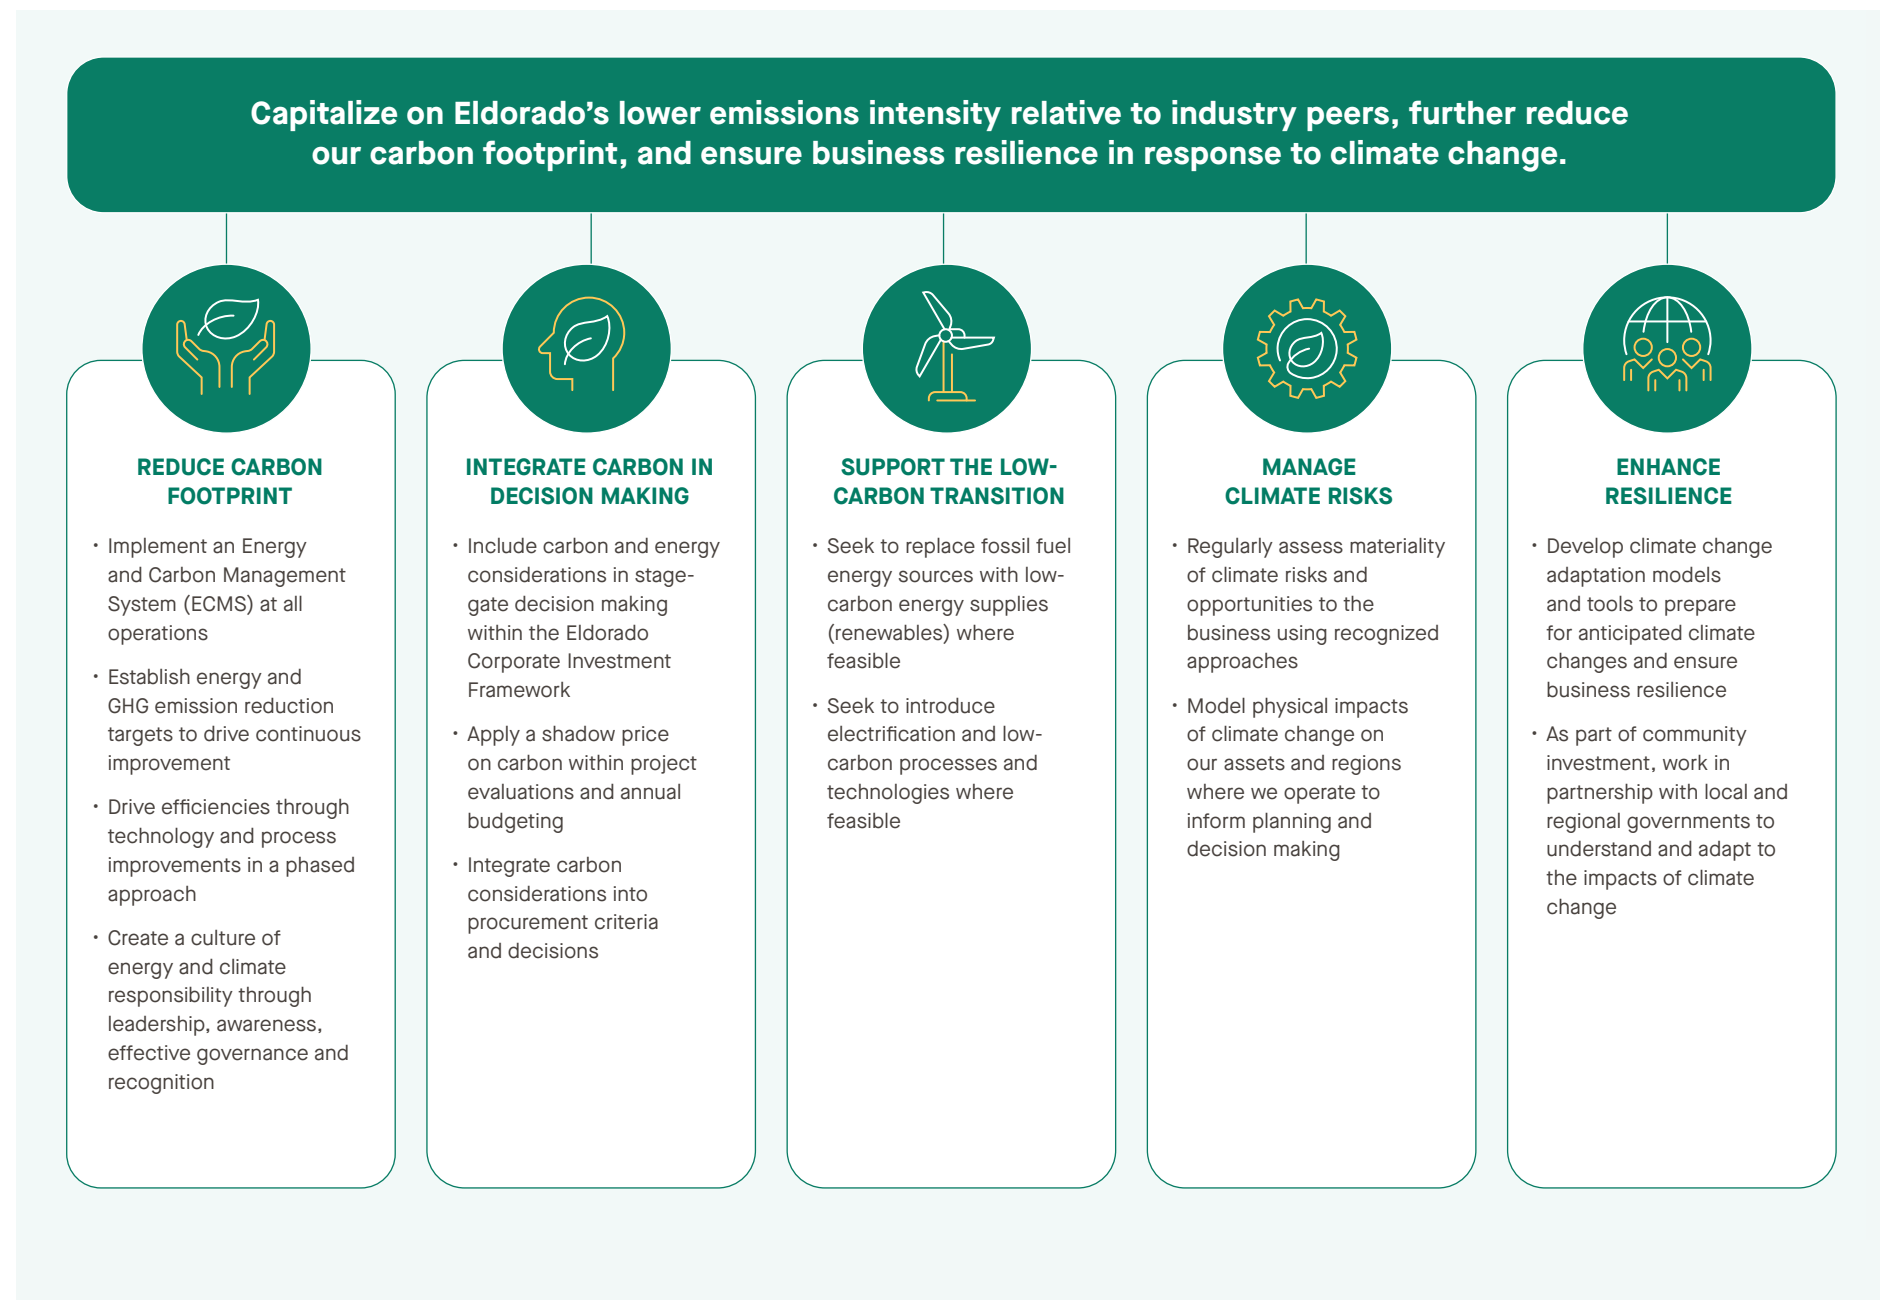 Capitalize on Eldorado's lower emissions intensity relative to industry peers, further reduce
our carbon footprint, and ensure business resilience in response to climate change.
REDUCE CARBON
FOOTPRINT
· Implement an Energy
and Carbon Management
System (ECMS) at all
operations
· Establish energy and
GHG emission reduction
targets to drive continuous
improvement
· Drive efficiencies through
technology and process
improvements in a phased
approach
· Create a culture of
energy and climate
responsibility through
leadership, awareness,
effective governance and
recognition
INTEGRATE CARBON IN
DECISION MAKING
· Include carbon and energy
considerations in stage-
gate decision making
within the Eldorado
Corporate Investment
Framework
· Apply a shadow price
on carbon within project
evaluations and annual
budgeting
· Integrate carbon
considerations into
procurement criteria
and decisions
SUPPORT THE LOW-
CARBON TRANSITION
· Seek to replace fossil fuel
energy sources with low-
carbon energy supplies
(renewables) where
feasible
· Seek to introduce
electrification and low-
carbon processes and
technologies where
feasible
MANAGE
CLIMATE RISKS
· Regularly assess materiality
of climate risks and
opportunities to the
business using recognized
approaches
· Model physical impacts
of climate change on
our assets and regions
where we operate to
inform planning and
decision making
ENHANCE
RESILIENCE
· Develop climate change
adaptation models
and tools to prepare
for anticipated climate
changes and ensure
business resilience
· As part of community
investment, work in
partnership with local and
regional governments to
understand and adapt to
the impacts of climate
change